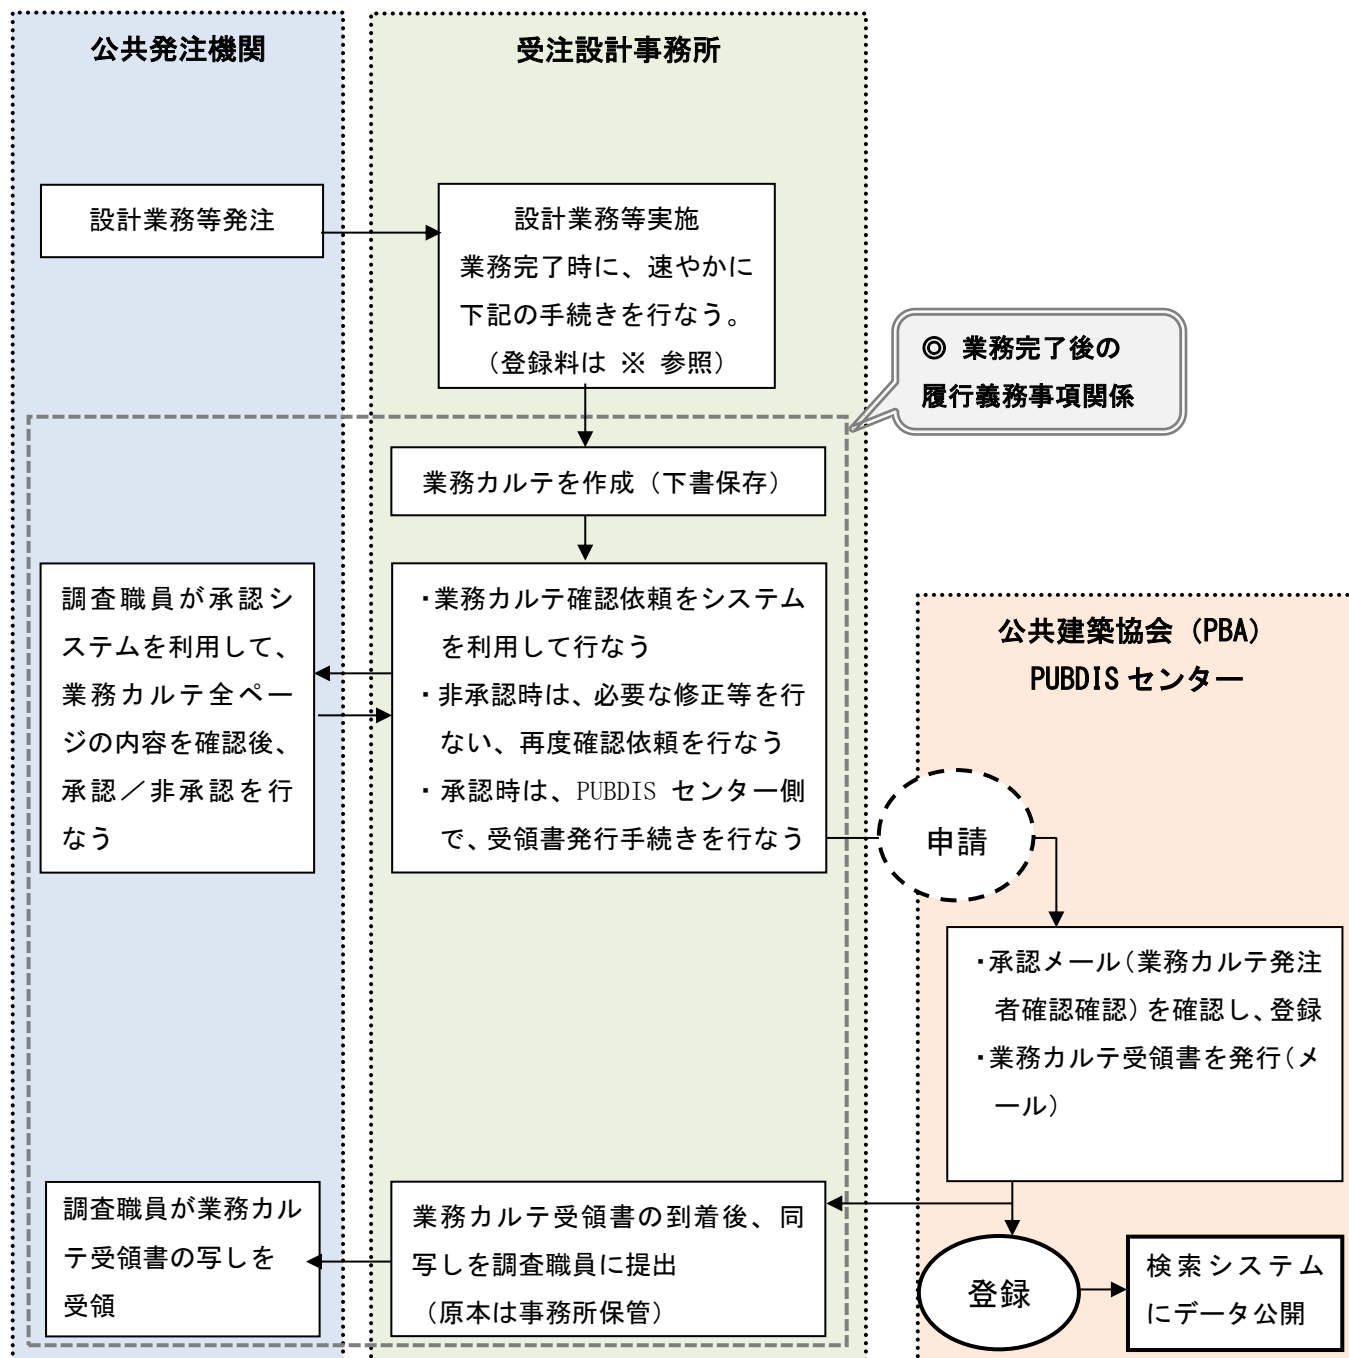 公共発注機関
受注設計事務所
設計業務等発注
設計業務等実施
業務完了時に、速やかに
下記の手続きを行なう。
（登録料は ※ 参照）
◎ 業務完了後の
履行義務事項関係
業務カルテを作成（下書保存）
調査職員が承認シ
ステムを利用して、
業務カルテ全ペー
ジの内容を確認後、
承認／非承認を行
なう
・業務カルテ確認依頼をシステム
を利用して行なう
・非承認時は、必要な修正等を行
ない、再度確認依頼を行なう
・承認時は、PUBDIS センター側
で、受領書発行手続きを行なう
公共建築協会（PBA）
PUBDIS センター
申請
・承認メール（業務カルテ発注
者確認確認）を確認し、登録
・業務カルテ受領書を発行（メ
ール）
調査職員が業務カル
テ受領書の写しを
受領
業務カルテ受領書の到着後、同
写しを調査職員に提出
（原本は事務所保管）
登録
検索システム
にデータ公開